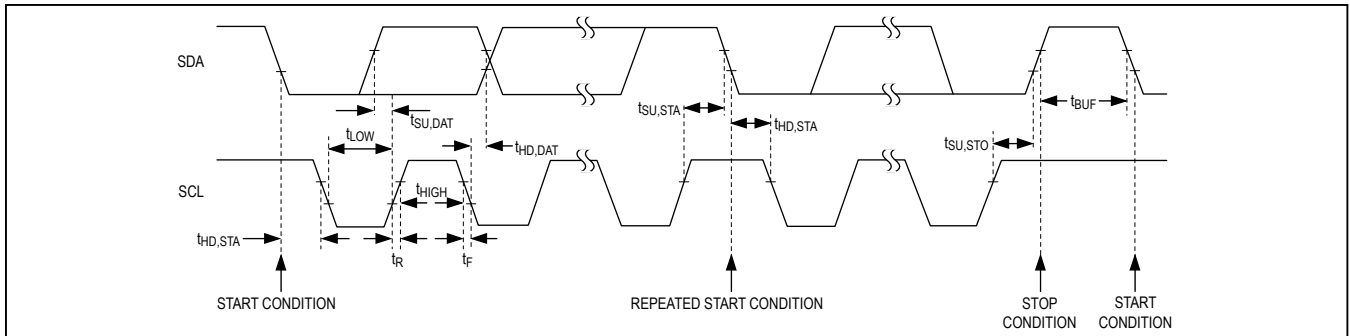 SDA
tSU,DAT
tLOW
tHD,DAT
tSU,STA
tHD,STA
tBUF
tSU,STO
SCL
tHIGH
tHD,STA
tR
tF
START CONDITION
REPEATED START CONDITION
STOP
CONDITION
START
CONDITION